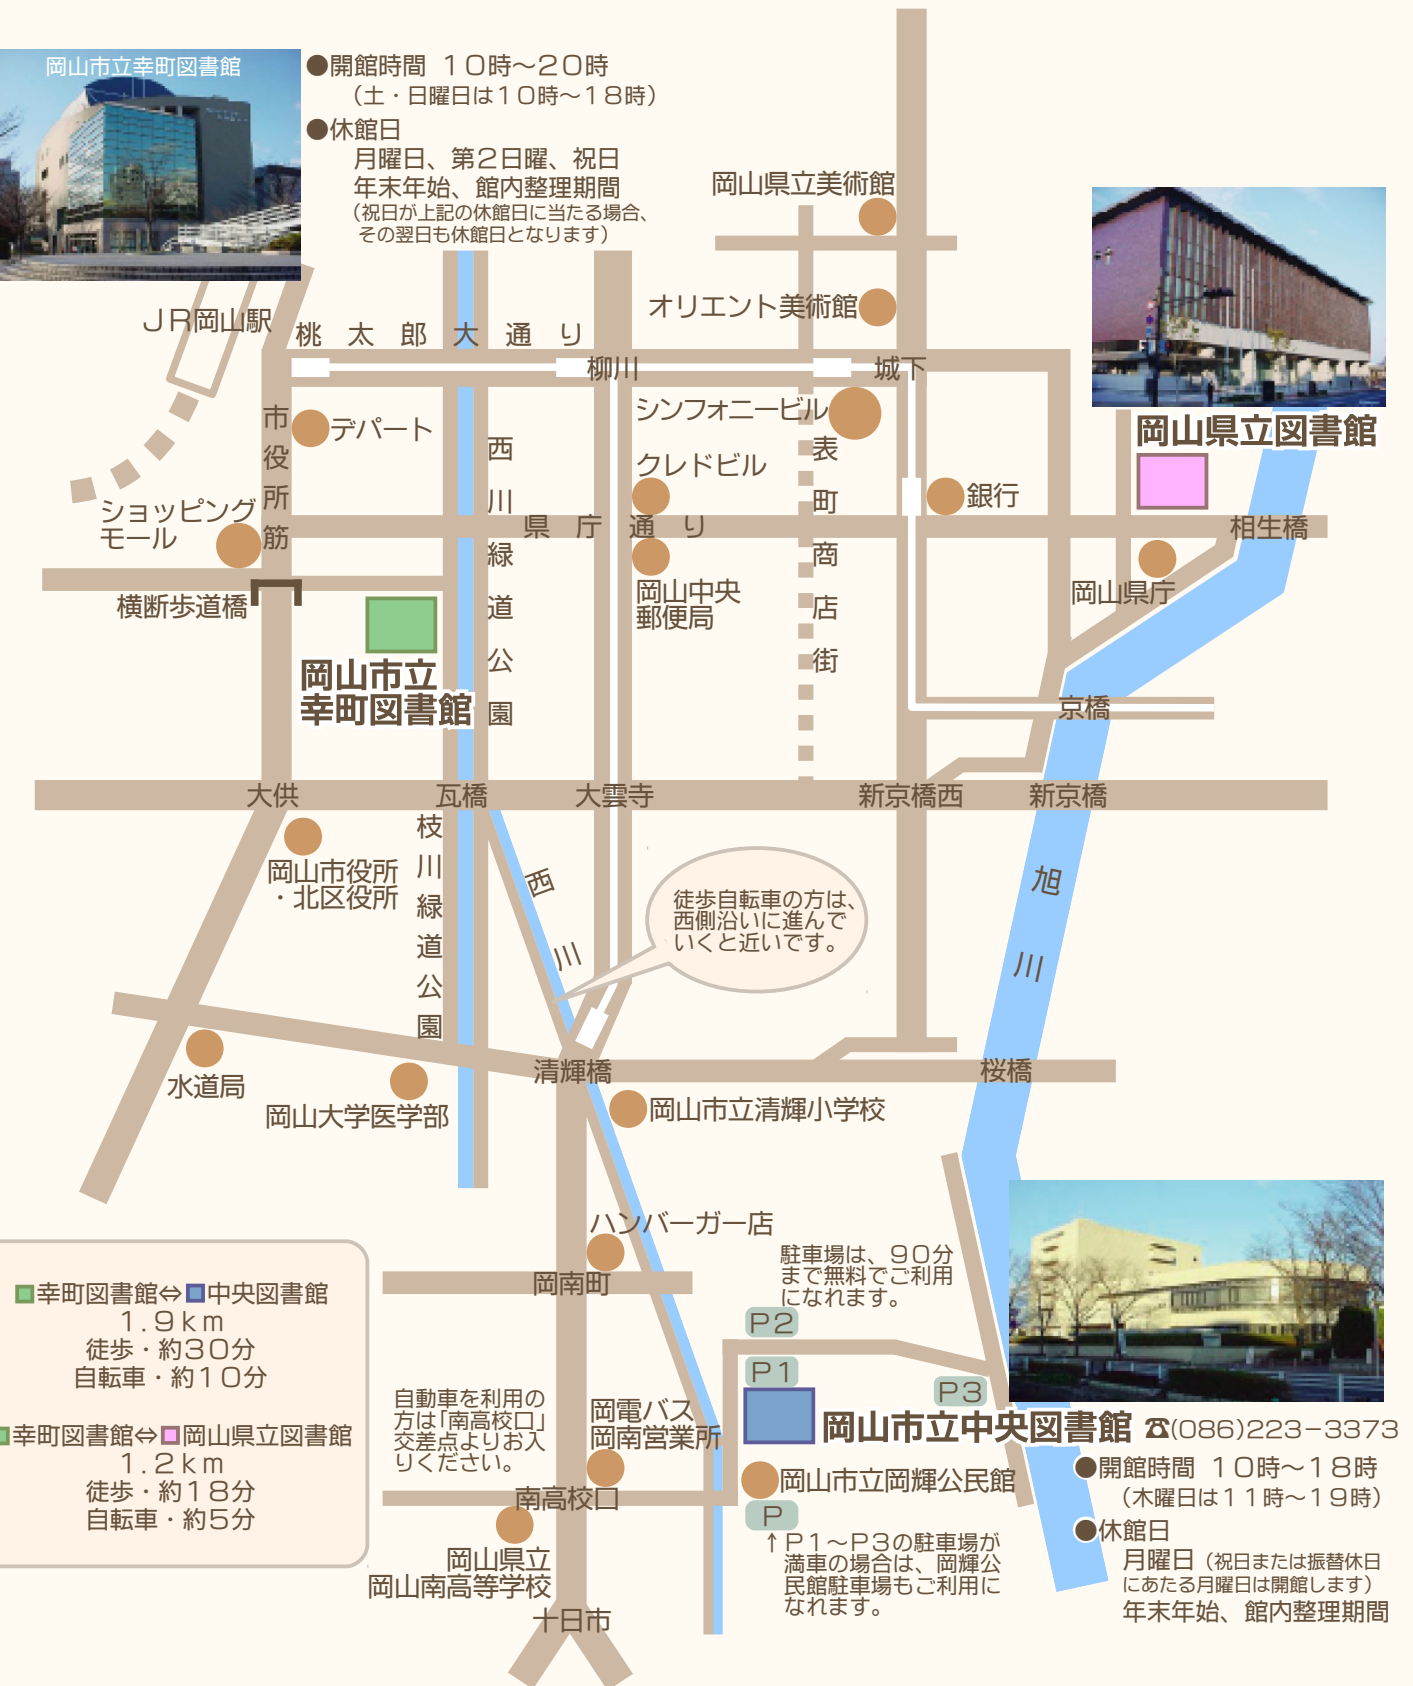 岡山市立幸町図書館
●開館時間 10時～20時
（土・日曜日は10時～18時）
●休館日
月曜日、第2日曜、祝日
年末年始、館内整理期間
（祝日が上記の休館日に当たる場合、
その翌日も休館日となります）
岡山県立美術館
オリエント美術館
JR岡山駅
桃太郎大通り
柳川
城下
シンフォニービル
デパート
市役所筋
西川緑道公園
クレドビル
表町商店街
銀行
岡山県立図書館
ショッピング
モール
県庁通り
相生橋
横断歩道橋
岡山中央
郵便局
岡山県庁
岡山市立
幸町図書館
京橋
大供
瓦橋
大雲寺
新京橋西
新京橋
岡山市役所
・北区役所
枝川緑道公園
西川
徒歩自転車の方は、
西側沿いに進んで
いくと近いです。
旭川
水道局
岡山大学医学部
清輝橋
桜橋
岡山市立清輝小学校
ハンバーガー店
岡南町
駐車場は、90分
まで無料でご利用
になれます。
P2
P1
P3
幸町図書館⇔中央図書館
1.9km
徒歩・約30分
自転車・約10分
幸町図書館⇔岡山県立図書館
1.2km
徒歩・約18分
自転車・約5分
自動車を利用の
方は「南高校口」
交差点よりお入
りください。
岡電バス
岡南営業所
岡山市立中央図書館 ☎(086)223−3373
●開館時間 10時～18時
（木曜日は11時～19時）
●休館日
月曜日（祝日または振替休日
にあたる月曜日は開館します）
年末年始、館内整理期間
岡山市立岡輝公民館
南高校口
P
↑P1～P3の駐車場が
満車の場合は、岡輝公
民館駐車場もご利用に
なれます。
岡山県立
岡山南高等学校
十日市